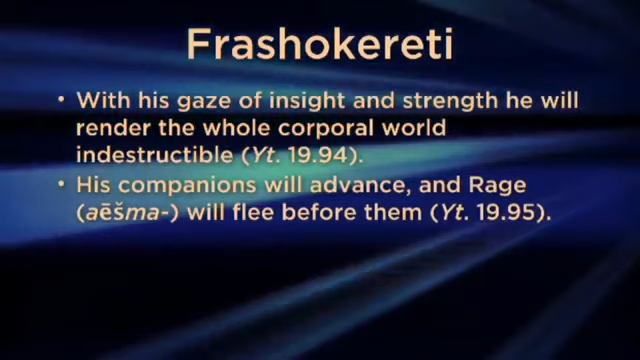 Frashokereti
• With his gaze of insight and strength he will
render the whole corporal world
indestructible (Yt. 19.94).
• His companions will advance, and Rage
(aēšma-) will flee before them (Yt. 19.95).